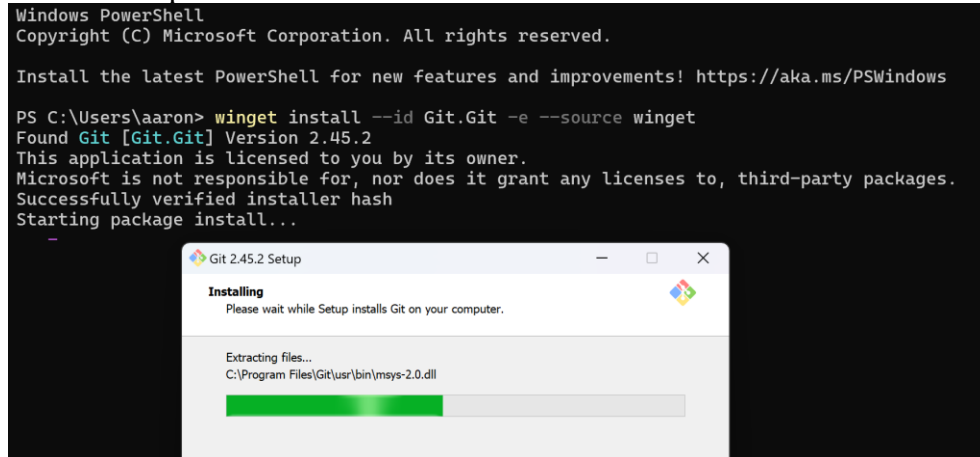 Windows PowerShell
Copyright (C) Microsoft Corporation. All rights reserved.
Install the latest PowerShell for new features and improvements! https://aka.ms/PSWindows
PS C:\Users\aaron> winget install --id Git.Git -e --source winget
Found Git [Git.Git] Version 2.45.2
This application is licensed to you by its owner.
Microsoft is not responsible for, nor does it grant any licenses to, third-party packages.
Successfully verified installer hash
Starting package install...
Git 2.45.2 Setup
Installing
Please wait while Setup installs Git on your computer.
Extracting files...
C:\Program Files\Git\usr\bin\msys-2.0.dll